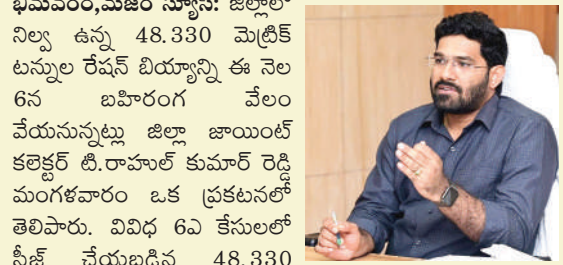 భీమవరం,మజం న్యూస్: జిల్లాలో
నిల్వ ఉన్న 48.330 మెట్రిక్
టన్నుల రేషన్ బియ్యాన్ని ఈ నెల
6న బహిరంగ వేలం
వేయనున్నట్లు జిల్లా జాయింట్
కలెక్టర్ టి.రాహుల్ కుమార్ రెడ్డి
మంగళవారం ఒక ప్రకటనలో
తెలిపారు. వివిధ 6ఎ కేసులలో
సీజ్ చేయబడిన 48.330